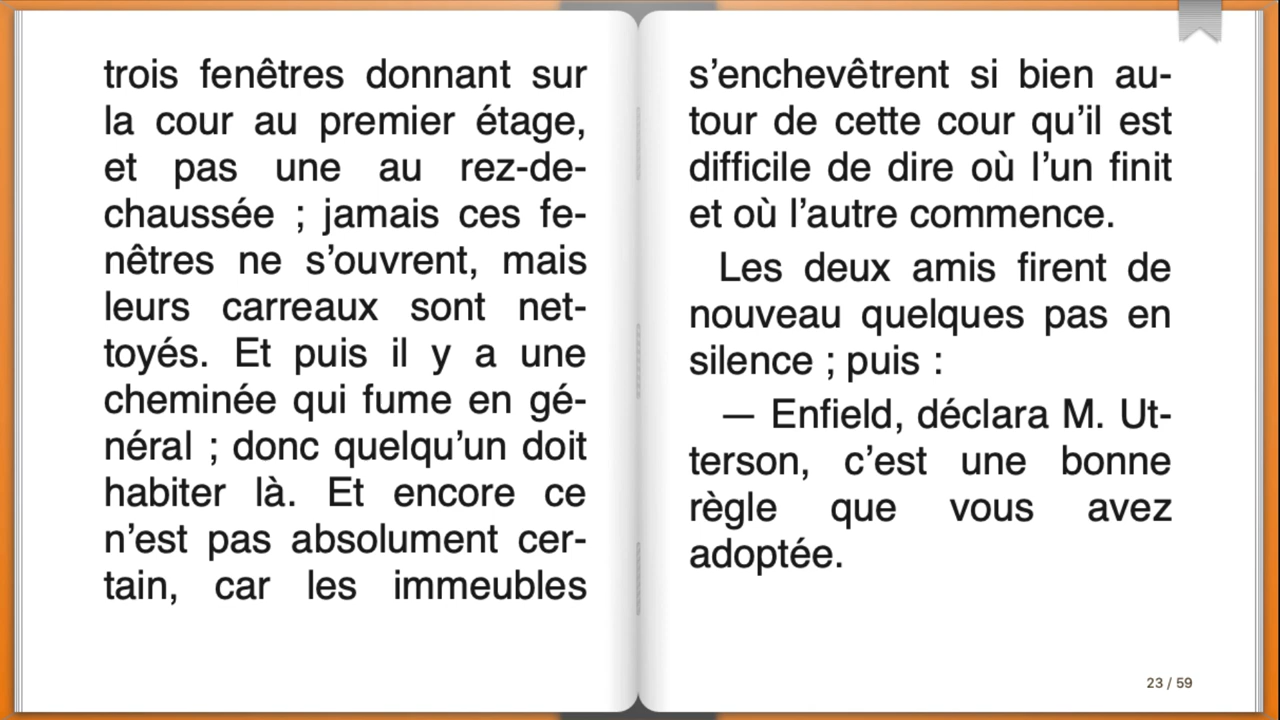 trois fenêtres donnant sur
la cour au premier étage,
et pas une au rez-de-
chaussée ; jamais ces fe-
nêtres ne s’ouvrent, mais
leurs carreaux sont net-
toyés. Et puis il y a une
cheminée qui fume en gé-
néral ; donc quelqu’un doit
habiter là. Et encore ce
n’est pas absolument cer-
tain, car les immeubles
s’enchevêtrent si bien au-
tour de cette cour qu’il est
difficile de dire où l’un finit
et où l’autre commence.
Les deux amis firent de
nouveau quelques pas en
silence ; puis :
— Enfield, déclara M. Ut-
terson, c’est une bonne
règle que vous avez
adoptée.
23 / 59